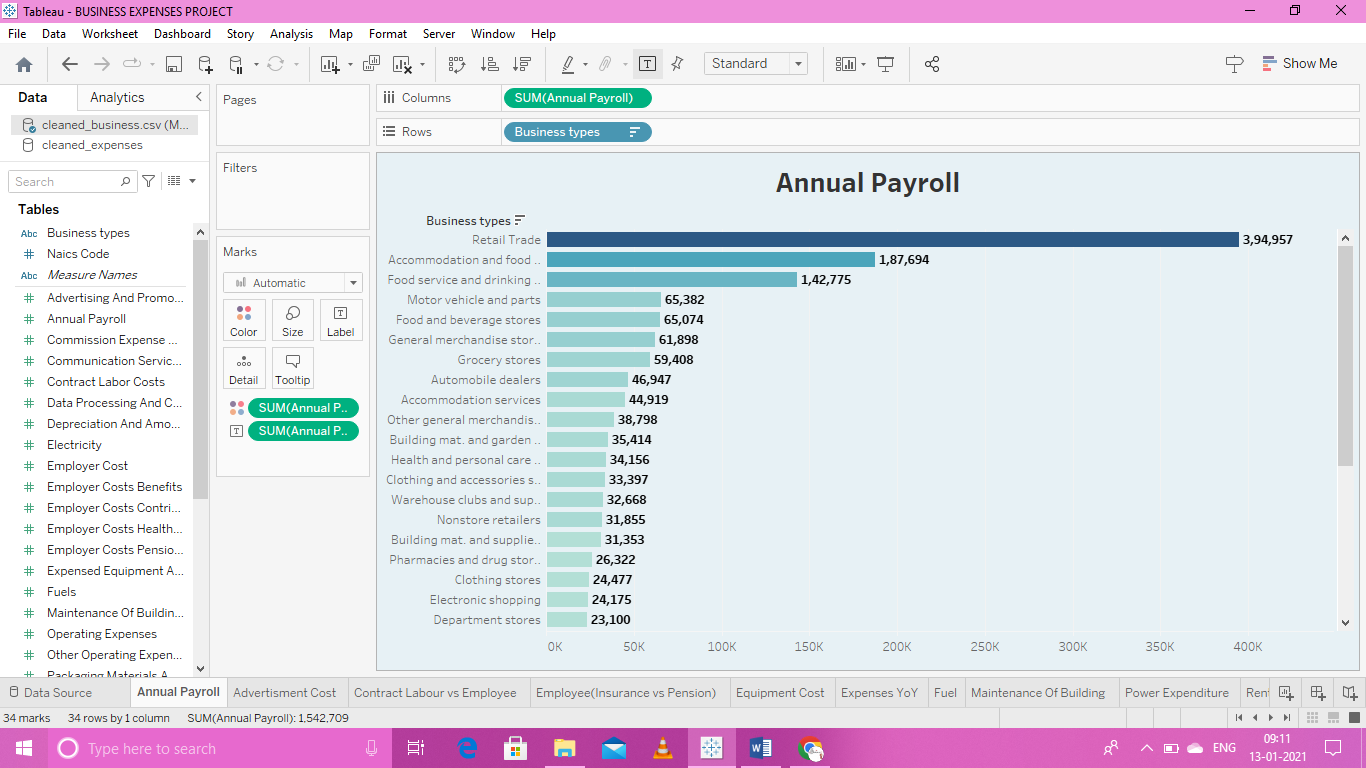 Tableau - BUSINESS EXPENSES PROJECT
File Data Worksheet Dashboard Story Analysis Map Format Server Window Help
Standard
Show Me
Data Analytics
cleaned_business.csv (M...
cleaned_expenses
Search
Tables
Abc Business types
# Naics Code
Abc Measure Names
# Advertising And Promo...
# Annual Payroll
# Commission Expense ...
# Communication Servic...
# Contract Labor Costs
# Data Processing And C...
# Depreciation And Amo...
# Electricity
# Employer Cost
# Employer Costs Benefits
# Employer Costs Contri...
# Employer Costs Health...
# Employer Costs Pensio...
# Expensed Equipment A...
# Fuels
# Maintenance Of Buildin...
# Operating Expenses
# Other Operating Expen...
Packaging Materials A
Pages
Filters
Marks
Automatic
Color Size Label
Detail Tooltip
SUM(Annual P..
SUM(Annual P..
Columns SUM(Annual Payroll)
Rows Business types
Annual Payroll
Business types
Retail Trade 3,94,957
Accommodation and food .. 1,87,694
Food service and drinking .. 1,42,775
Motor vehicle and parts 65,382
Food and beverage stores 65,074
General merchandise stor.. 61,898
Grocery stores 59,408
Automobile dealers 46,947
Accommodation services 44,919
Other general merchandis.. 38,798
Building mat. and garden .. 35,414
Health and personal care .. 34,156
Clothing and accessories s.. 33,397
Warehouse clubs and sup.. 32,668
Nonstore retailers 31,855
Building mat. and supplie.. 31,353
Pharmacies and drug stor.. 26,322
Clothing stores 24,477
Electronic shopping 24,175
Department stores 23,100
0K 50K 100K 150K 200K 250K 300K 350K 400K
Data Source Annual Payroll Advertisment Cost Contract Labour vs Employee Employee(Insurance vs Pension) Equipment Cost Expenses YoY Fuel Maintenance Of Building Power Expenditure Ren
34 marks 34 rows by 1 column SUM(Annual Payroll): 1,542,709
Type here to search
ENG
09:11
13-01-2021